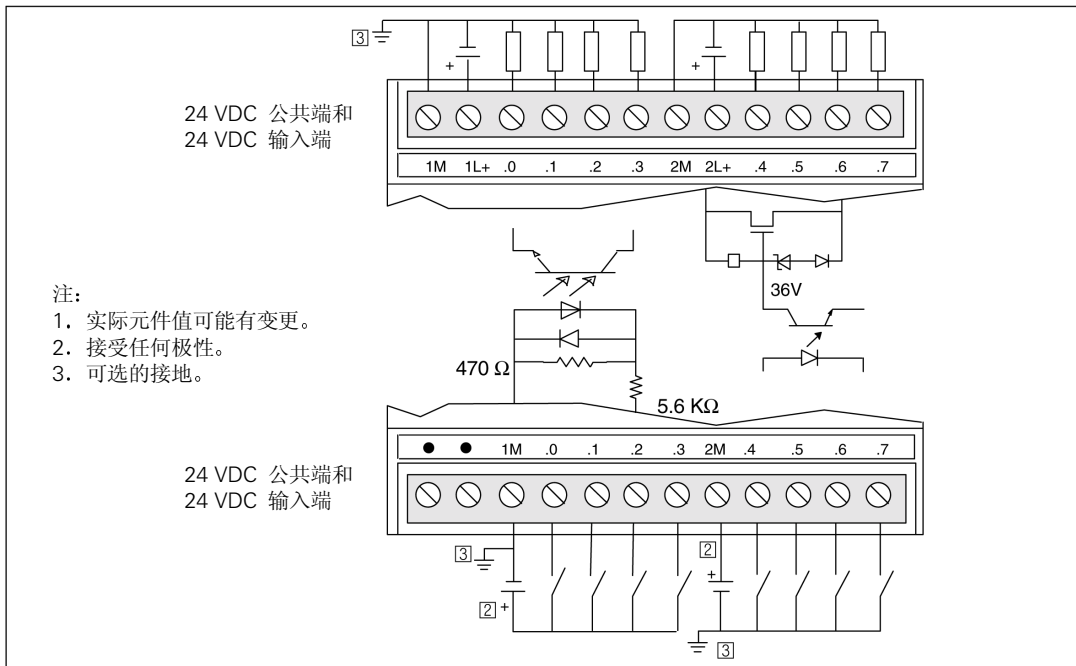 3
+
+
24 VDC 公共端和
24 VDC 输入端
1M 1L+ .0 .1 .2 .3 2M 2L+ .4 .5 .6 .7
36V
注：
1. 实际元件值可能有变更。
2. 接受任何极性。
3. 可选的接地。
470 Ω
5.6 KΩ
1M .0 .1 .2 .3 2M .4 .5 .6 .7
24 VDC 公共端和
24 VDC 输入端
3
2
+
2 +
3